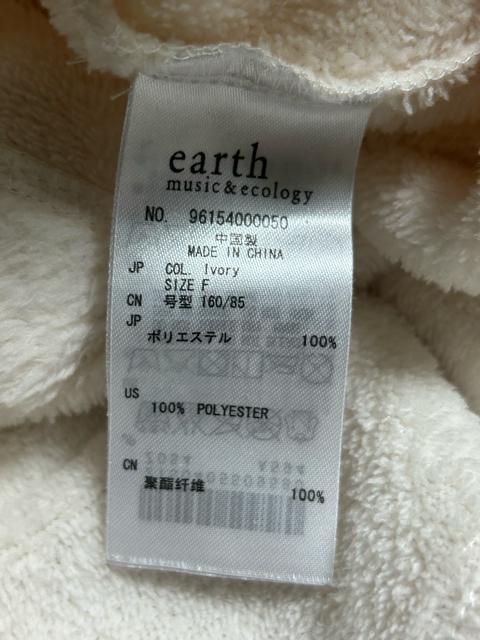 earth
music&ecology
NO. 96154000050
中国製
MADE IN CHINA
JP COL. Ivory
SIZE F
CN 号型 160/85
JP
ポリエステル 100%
US
100% POLYESTER
CN
聚酯纤维 100%